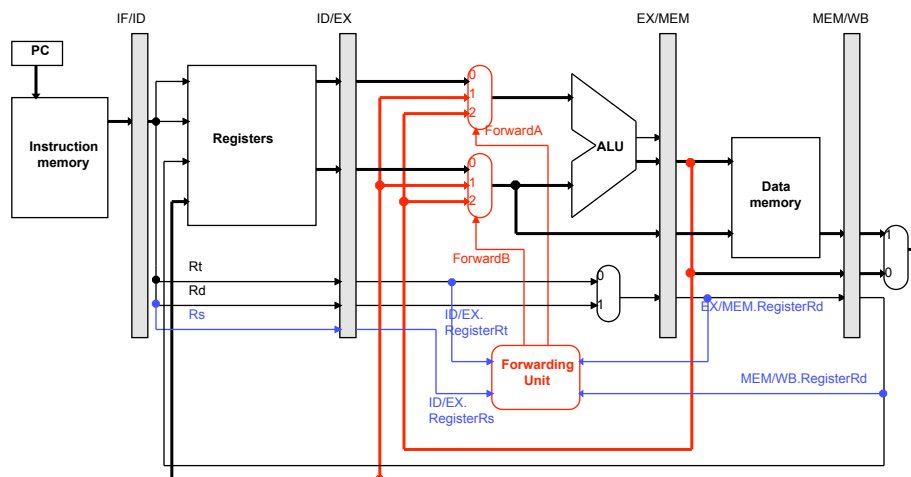 IF/ID
ID/EX
EX/MEM
MEM/WB
PC
0
1
2
Instruction
memory
Registers
ForwardA
ALU
0
1
2
Data
memory
1
0
ForwardB
Rt
Rd
Rs
0
1
ID/EX.
RegisterRt
EX/MEM.RegisterRd
Forwarding
Unit
MEM/WB.RegisterRd
ID/EX.
RegisterRs